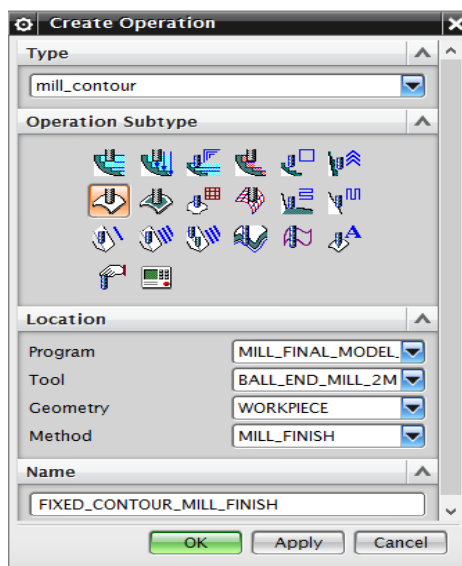 Create Operation
Type
mill_contour
Operation Subtype
A
Location
Program MILL_FINAL_MODEL_
Tool BALL_END_MILL_2M
Geometry WORKPIECE
Method MILL_FINISH
Name
FIXED_CONTOUR_MILL_FINISH
OK Apply Cancel